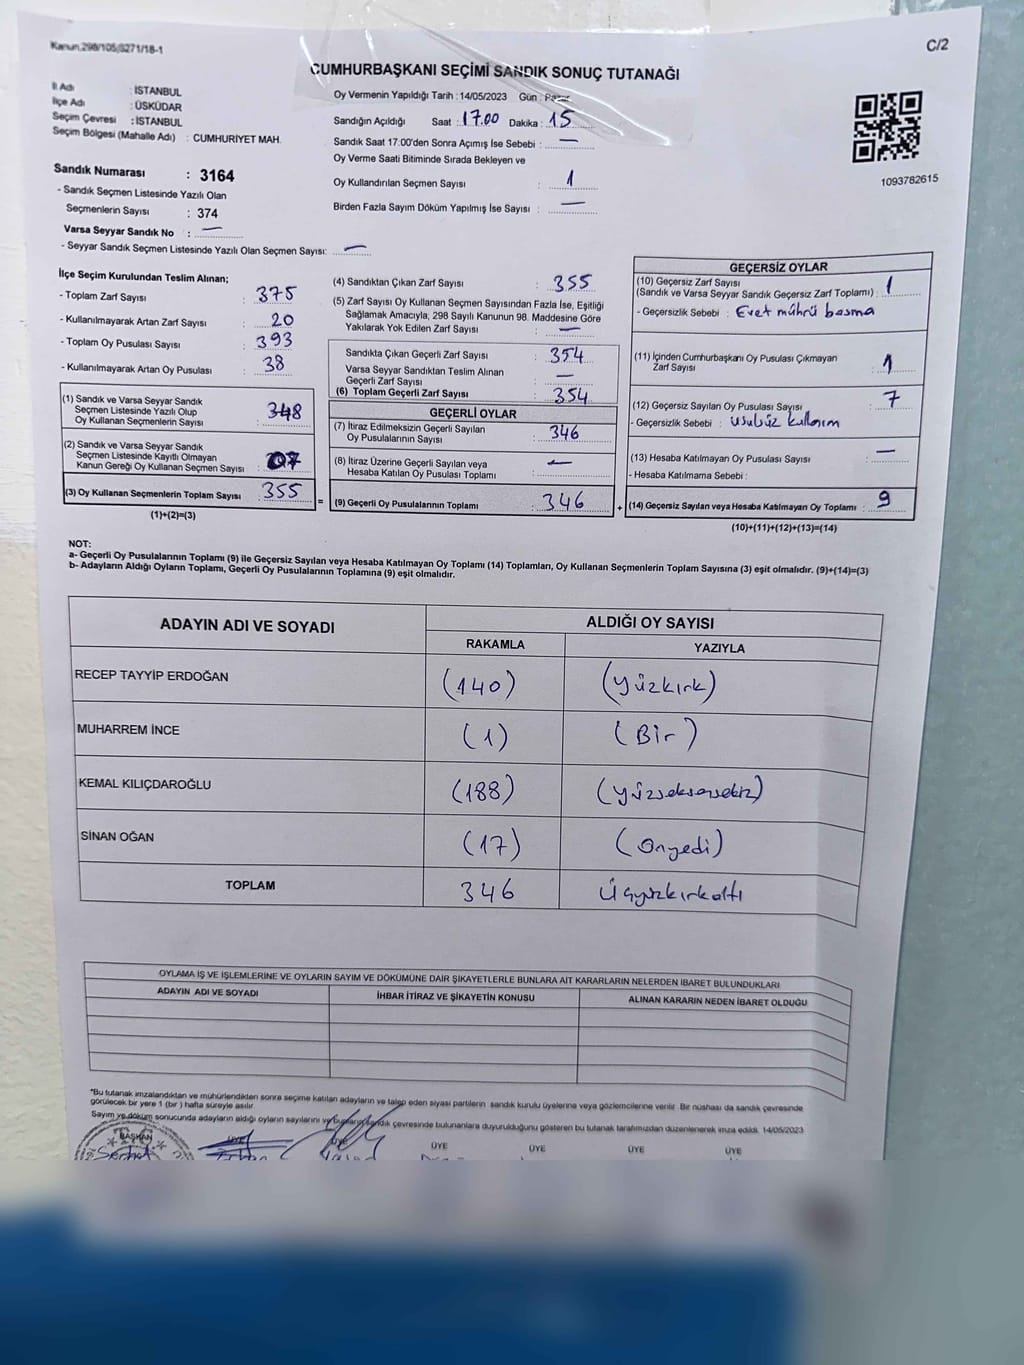 Kanun.298/105,6271/18-1
C/2
CUMHURBAŞKANI SEÇİMİ SANDIK SONUÇ TUTANAĞI
İl Adı : İSTANBUL
İlçe Adı : ÜSKÜDAR
Seçim Çevresi : İSTANBUL
Seçim Bölgesi (Mahalle Adı) : CUMHURİYET MAH.
Oy Vermenin Yapıldığı Tarih : 14/05/2023 Gün : Pazar
Sandığın Açıldığı Saat : 17.00 Dakika : 15
Sandık Saat 17:00'den Sonra Açımış İse Sebebi : —
Oy Verme Saati Bitiminde Sırada Bekleyen ve
Oy Kullandırılan Seçmen Sayısı : 1
Birden Fazla Sayım Döküm Yapılmış İse Sayısı : —
1093782615
Sandık Numarası : 3164
- Sandık Seçmen Listesinde Yazılı Olan
Seçmenlerin Sayısı : 374
Varsa Seyyar Sandık No : —
- Seyyar Sandık Seçmen Listesinde Yazılı Olan Seçmen Sayısı: —
İlçe Seçim Kurulundan Teslim Alınan;
- Toplam Zarf Sayısı : 375
- Kullanılmayarak Artan Zarf Sayısı : 20
- Toplam Oy Pusulası Sayısı : 393
- Kullanılmayarak Artan Oy Pusulası : 38
(1) Sandık ve Varsa Seyyar Sandık
Seçmen Listesinde Yazılı Olup
Oy Kullanan Seçmenlerin Sayısı : 348
(2) Sandık ve Varsa Seyyar Sandık
Seçmen Listesinde Kayıtlı Olmayan
Kanun Gereği Oy Kullanan Seçmen Sayısı : 07
(3) Oy Kullanan Seçmenlerin Toplam Sayısı : 355
(1)+(2)=(3)
(4) Sandıktan Çıkan Zarf Sayısı : 355
(5) Zarf Sayısı Oy Kullanan Seçmen Sayısından Fazla İse, Eşitliği
Sağlamak Amacıyla, 298 Sayılı Kanunun 98. Maddesine Göre
Yakılarak Yok Edilen Zarf Sayısı : —
Sandıkta Çıkan Geçerli Zarf Sayısı : 354
Varsa Seyyar Sandıktan Teslim Alınan
Geçerli Zarf Sayısı : —
(6) Toplam Geçerli Zarf Sayısı : 354
GEÇERLİ OYLAR
(7) İtiraz Edilmeksizin Geçerli Sayılan
Oy Pusulalarının Sayısı : 346
(8) İtiraz Üzerine Geçerli Sayılan veya
Hesaba Katılan Oy Pusulası Toplamı : —
= (9) Geçerli Oy Pusulalarının Toplamı : 346
GEÇERSİZ OYLAR
(10) Geçersiz Zarf Sayısı
(Sandık ve Varsa Seyyar Sandık Geçersiz Zarf Toplamı) : 1
- Geçersizlik Sebebi : Evet mührü basma
(11) İçinden Cumhurbaşkanı Oy Pusulası Çıkmayan
Zarf Sayısı : 1
(12) Geçersiz Sayılan Oy Pusulası Sayısı : 7
- Geçersizlik Sebebi : usulsüz kullanım
(13) Hesaba Katılmayan Oy Pusulası Sayısı : —
- Hesaba Katılmama Sebebi :
+ (14) Geçersiz Sayılan veya Hesaba Katılmayan Oy Toplamı : 9
(10)+(11)+(12)+(13)=(14)
NOT:
a- Geçerli Oy Pusulalarının Toplamı (9) ile Geçersiz Sayılan veya Hesaba Katılmayan Oy Toplamı (14) Toplamları, Oy Kullanan Seçmenlerin Toplam Sayısına (3) eşit olmalıdır. (9)+(14)=(3)
b- Adayların Aldığı Oyların Toplamı, Geçerli Oy Pusulalarının Toplamına (9) eşit olmalıdır.
ADAYIN ADI VE SOYADI ALDIĞI OY SAYISI
RAKAMLA YAZIYLA
RECEP TAYYİP ERDOĞAN (140) (Yüzkırk)
MUHARREM İNCE (1) (Bir)
KEMAL KILIÇDAROĞLU (188) (Yüzseksensekiz)
SİNAN OĞAN (17) (Onyedi)
TOPLAM 346 Üçyüzkırkaltı
OYLAMA İŞ VE İŞLEMLERİNE VE OYLARIN SAYIM VE DÖKÜMÜNE DAİR ŞİKAYETLERLE BUNLARA AİT KARARLARIN NELERDEN İBARET BULUNDUKLARI
ADAYIN ADI VE SOYADI İHBAR İTİRAZ VE ŞİKAYETİN KONUSU ALINAN KARARIN NEDEN İBARET OLDUĞU
*Bu tutanak imzalandıktan ve mühürlendikten sonra seçime katılan adayların ve talep eden siyasi partilerin sandık kurulu üyelerine veya gözlemcilerine verilir. Bir nüshası da sandık çevresinde
görülecek bir yere 1 (bir) hafta süreyle asılır.
Sayım ve döküm sonucunda adayların aldığı oyların sayılarını ve bunların sandık çevresinde bulunanlara duyurulduğunu gösteren bu tutanak tarafımızdan düzenlenerek imza edildi. 14/05/2023
BAŞKAN ÜYE ÜYE ÜYE ÜYE ÜYE ÜYE
Serhat